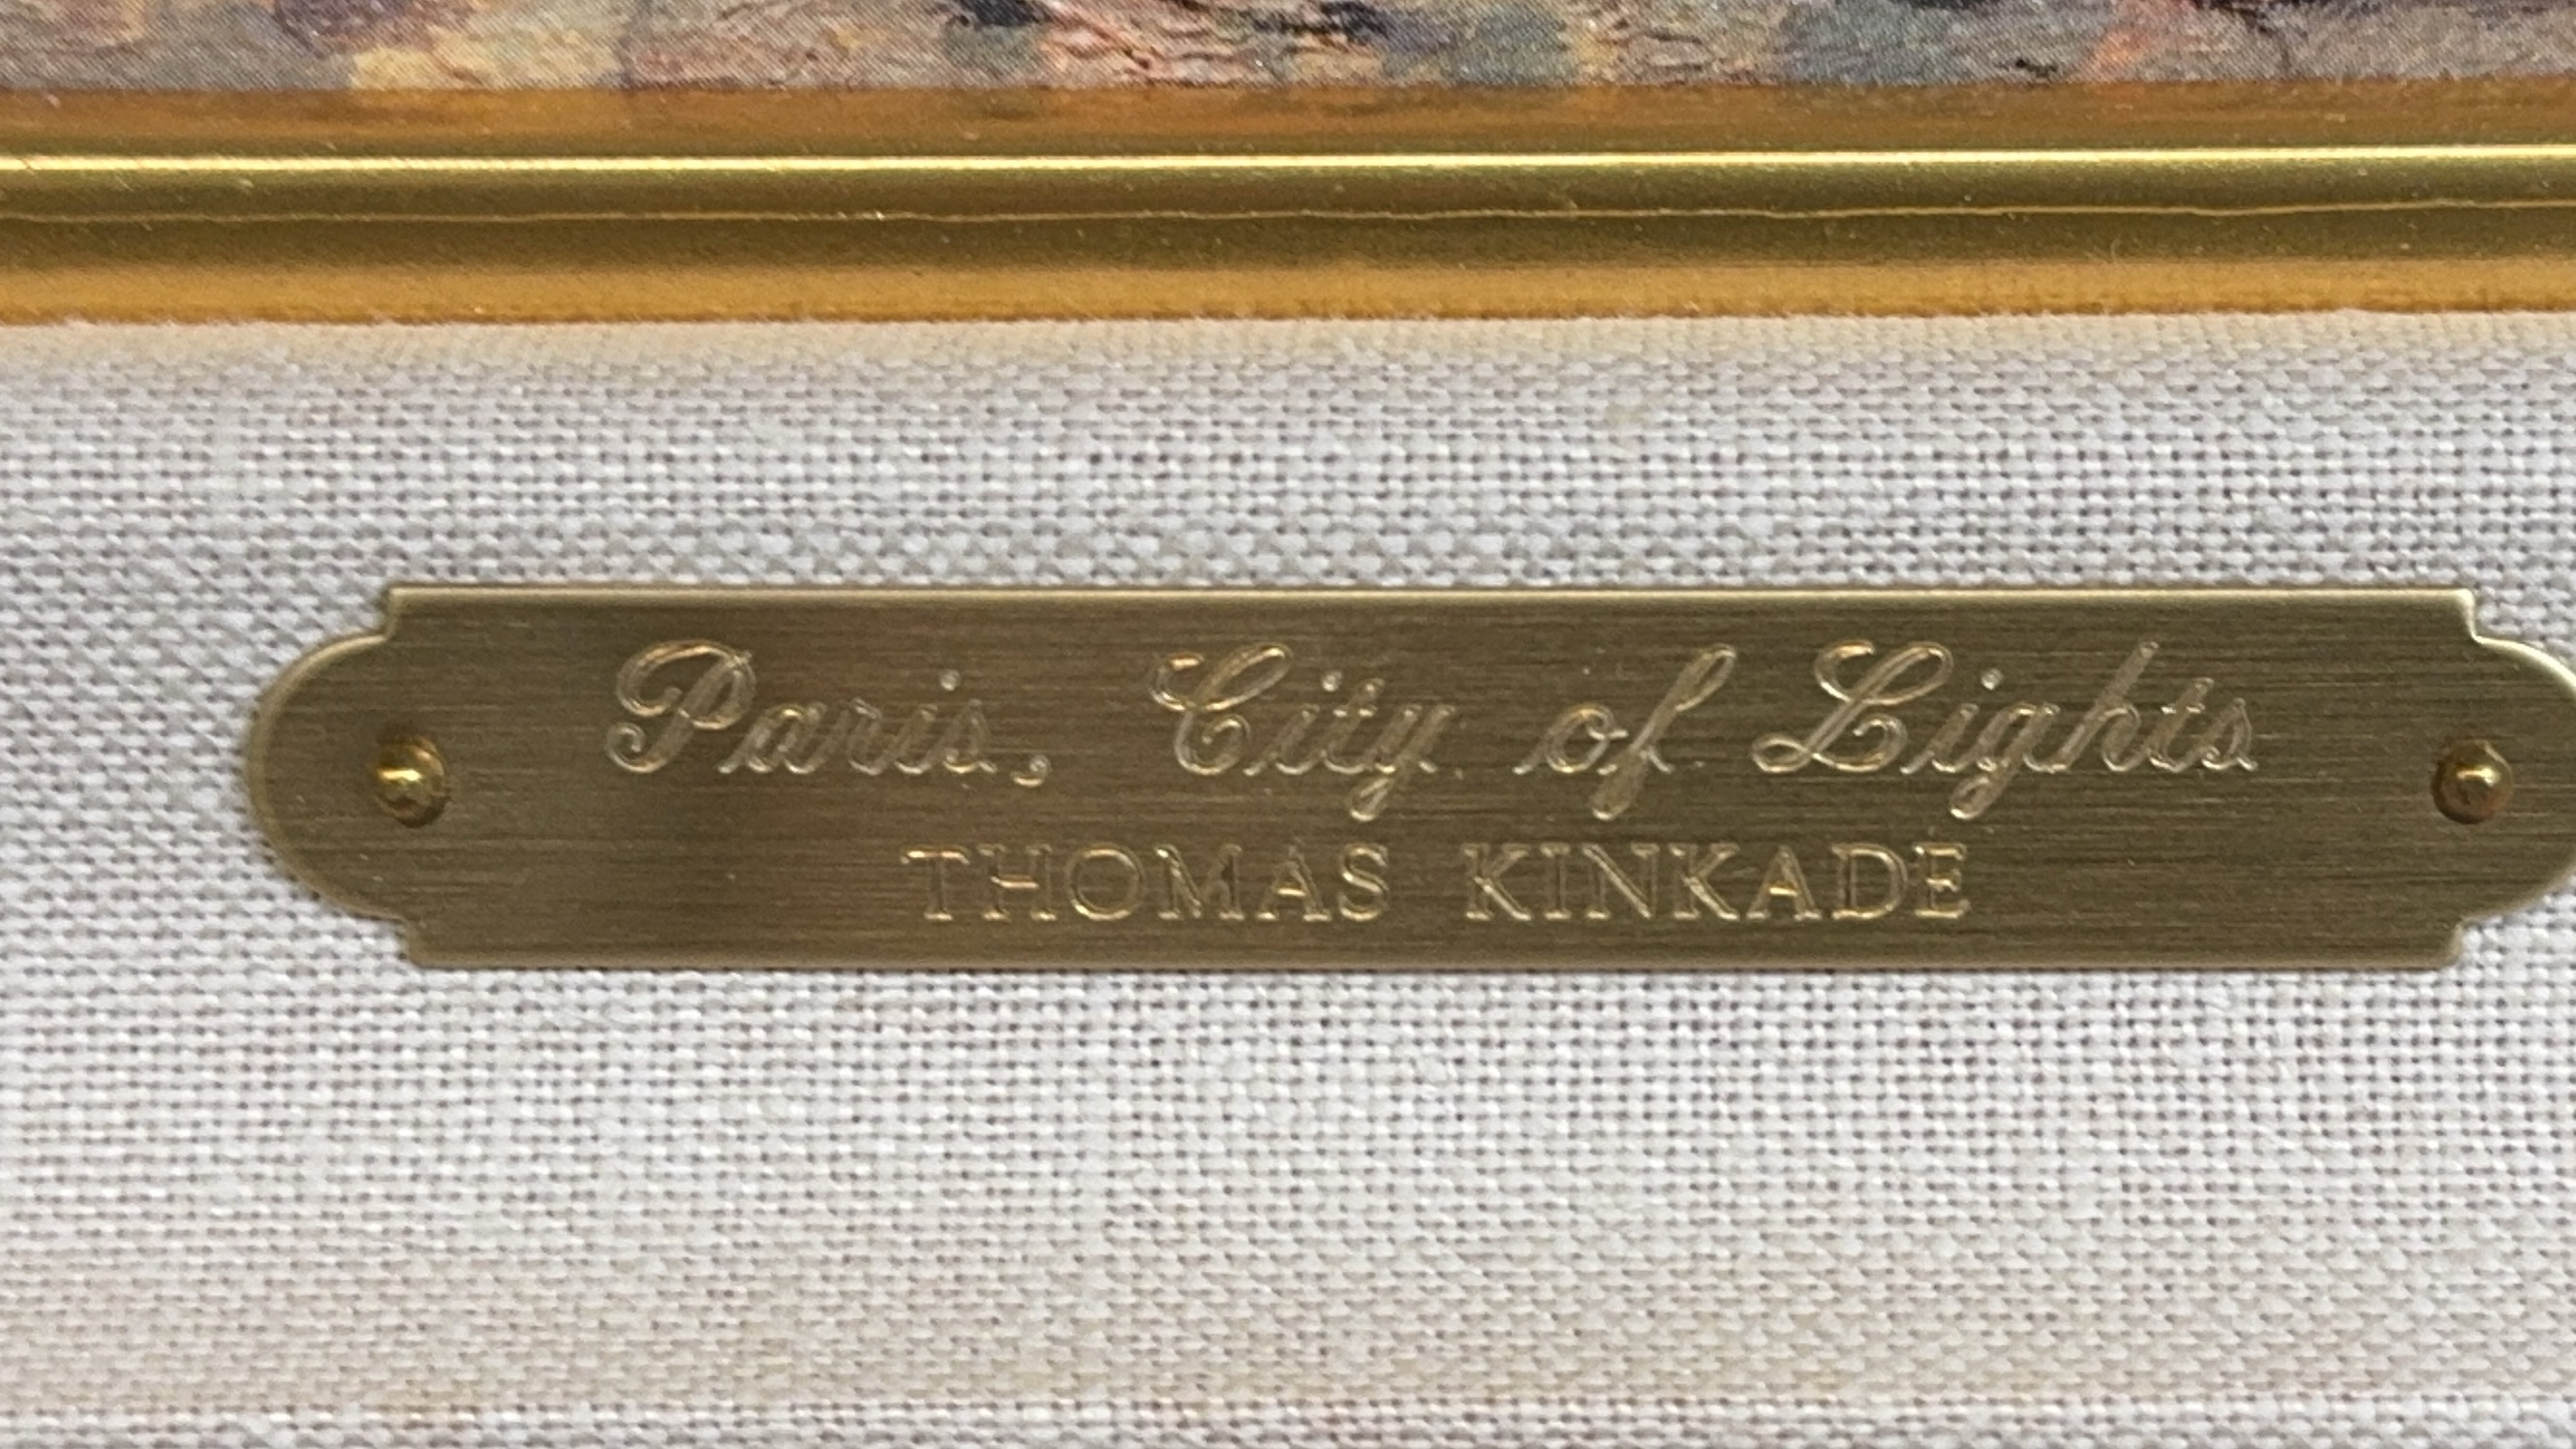 Paris, City of Lights
THOMAS KINKADE